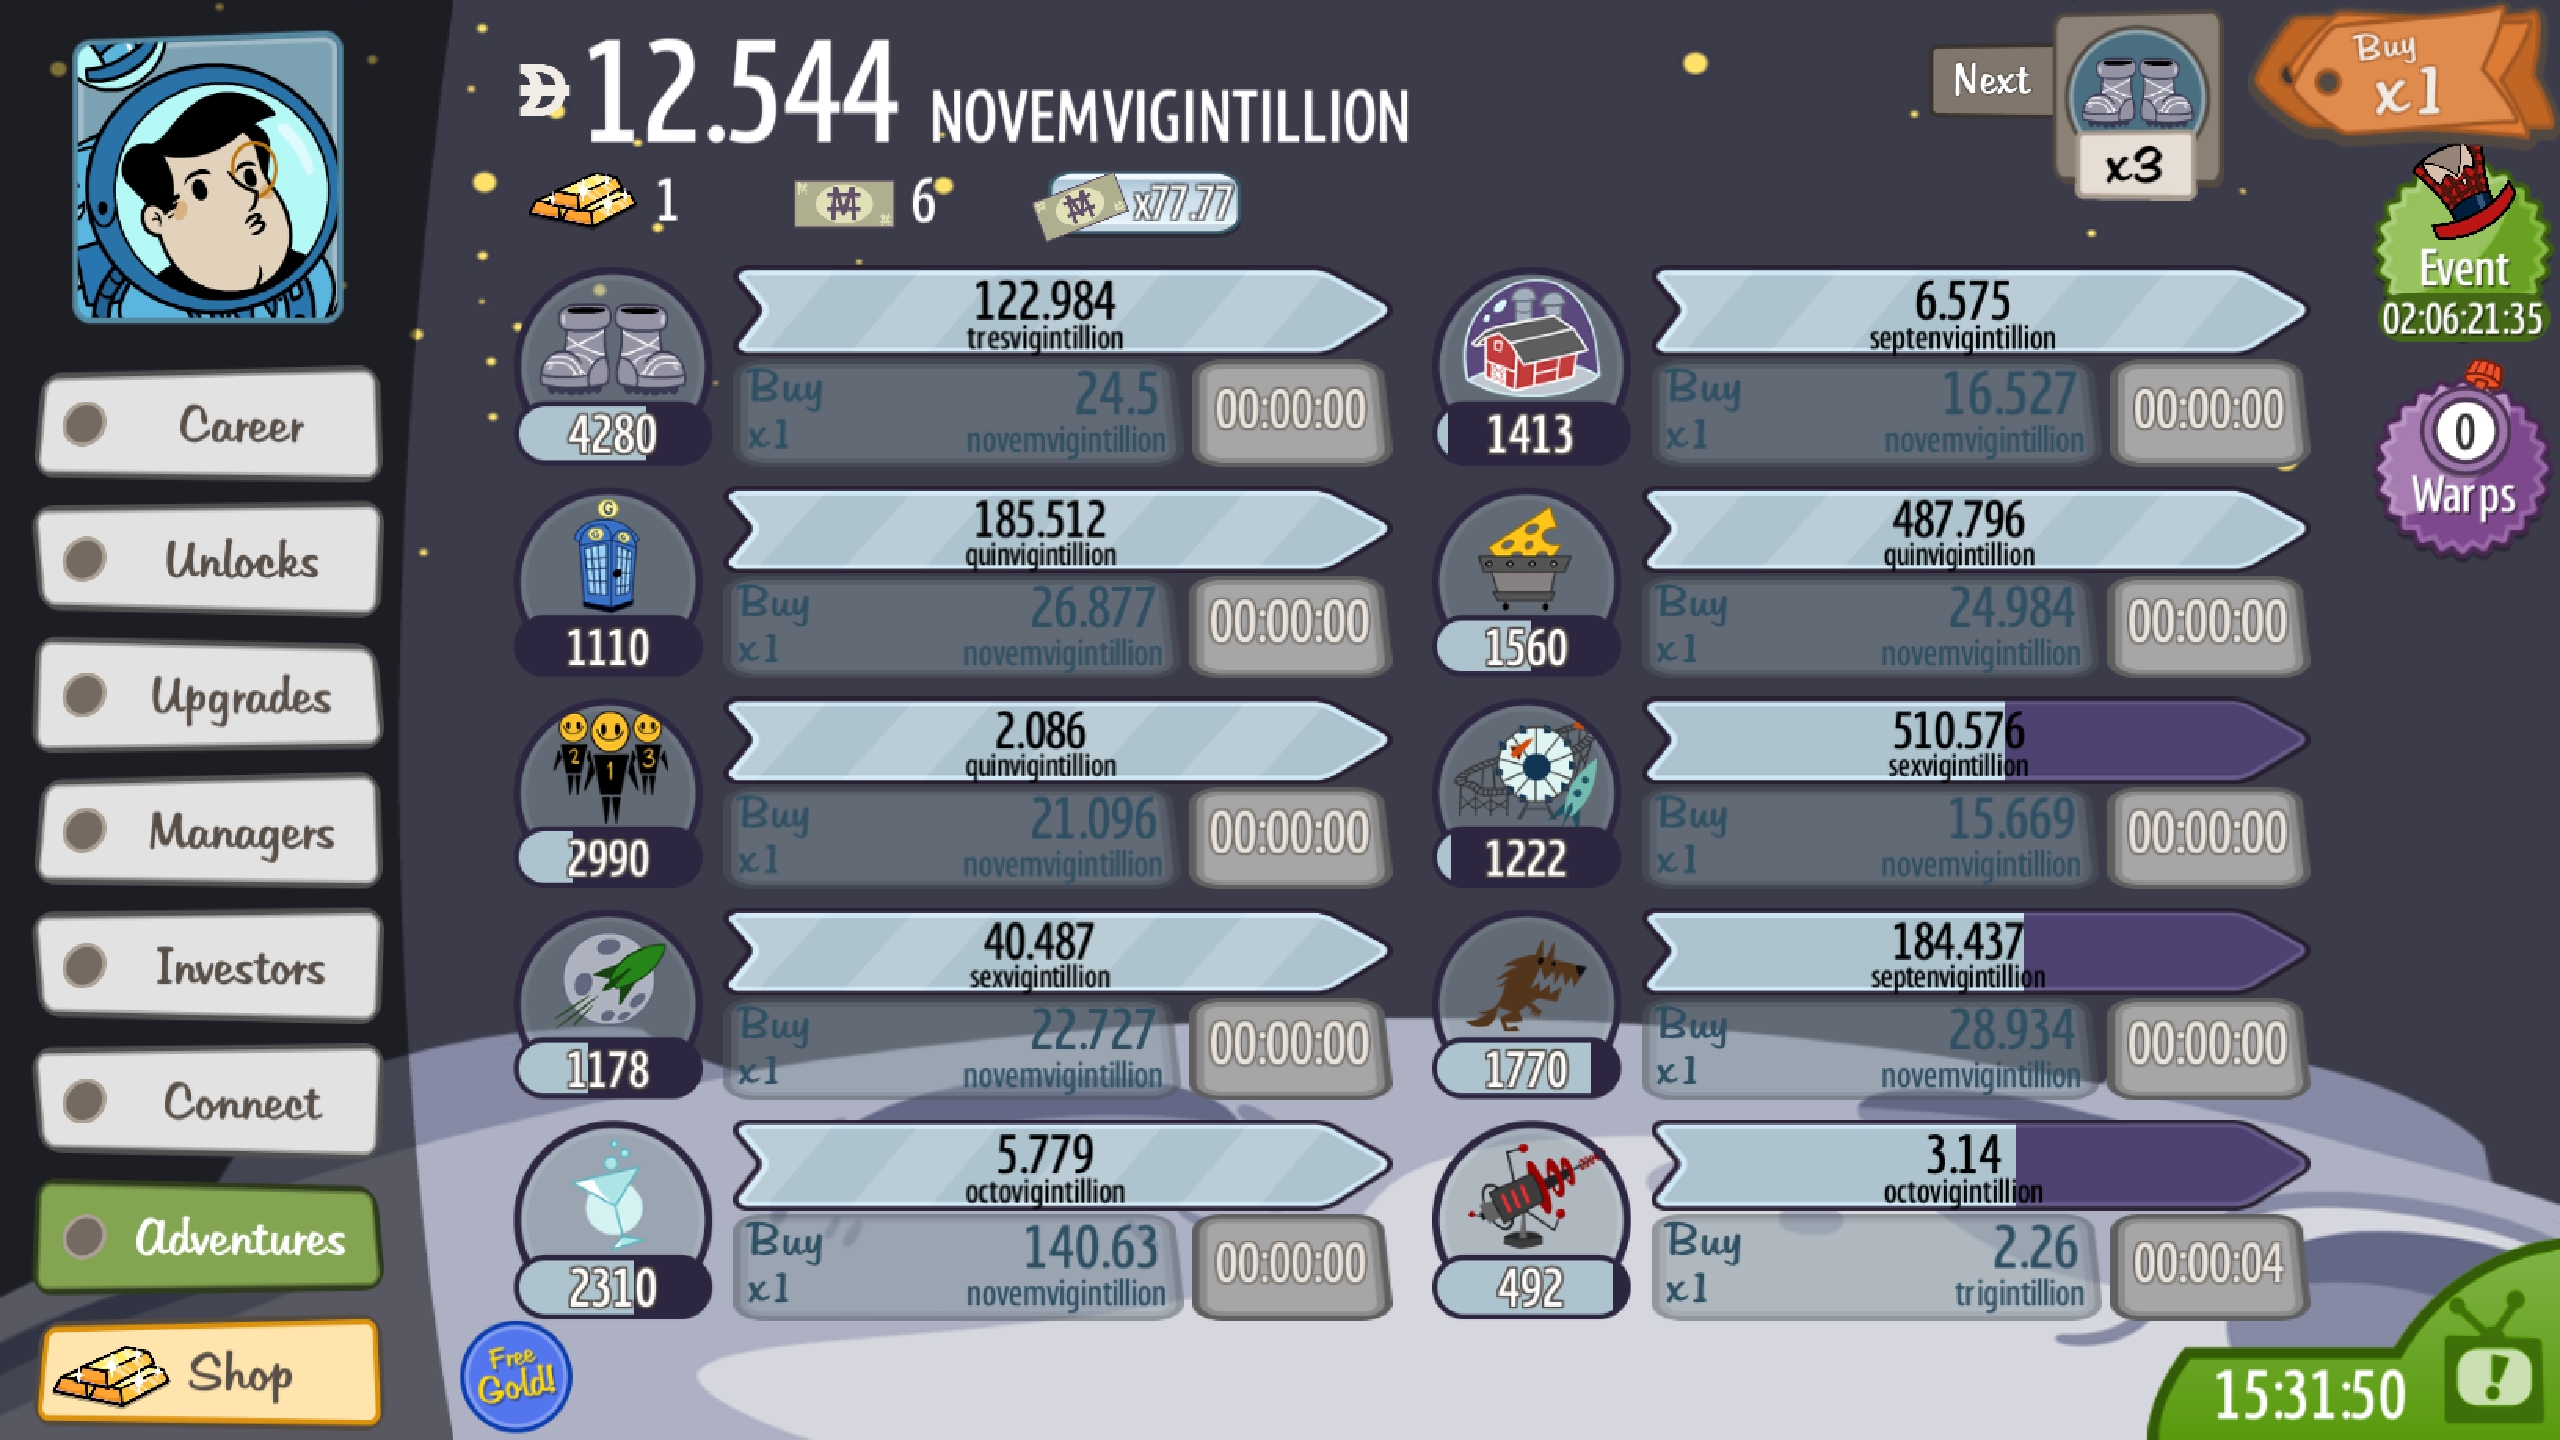 12.544 NOVEMVIGINTILLION
Next
x3
Buy
x1
1
6
x77.77
Event
02:06:21:35
0
Warps
Career
Unlocks
Upgrades
Managers
Investors
Connect
Adventures
Shop
122.984
tresvigintillion
4280
Buy
x1
24.5
novemvigintillion
00:00:00
6.575
septenvigintillion
1413
Buy
x1
16.527
novemvigintillion
00:00:00
G
G G
185.512
quinvigintillion
1110
Buy
x1
26.877
novemvigintillion
00:00:00
487.796
quinvigintillion
1560
Buy
x1
24.984
novemvigintillion
00:00:00
2 1 3
2.086
quinvigintillion
2990
Buy
x1
21.096
novemvigintillion
00:00:00
510.576
sexvigintillion
1222
Buy
x1
15.669
novemvigintillion
00:00:00
40.487
sexvigintillion
1178
Buy
x1
22.727
novemvigintillion
00:00:00
184.437
septenvigintillion
1770
Buy
x1
28.934
novemvigintillion
00:00:00
5.779
octovigintillion
2310
Buy
x1
140.63
novemvigintillion
00:00:00
3.14
octovigintillion
492
Buy
x1
2.26
trigintillion
00:00:04
Free
Gold!
15:31:50
!